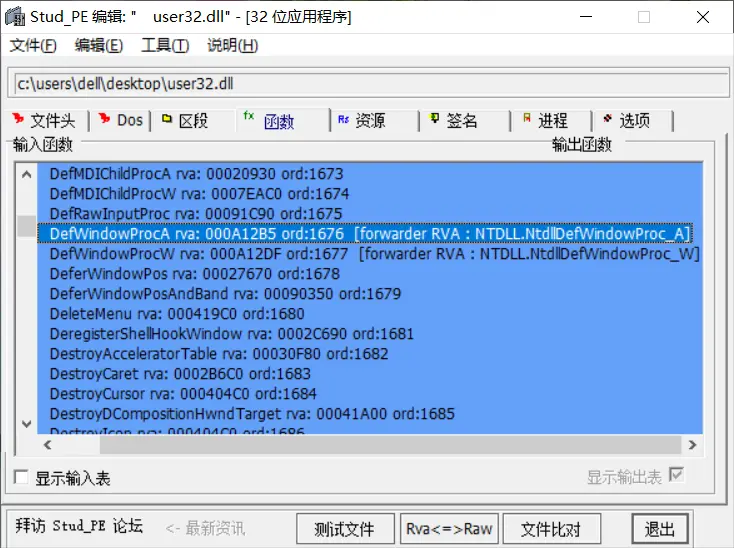 Stud_PE 编辑: "    user32.dll" - [32 位应用程序]
文件(F) 编辑(E) 工具(T) 说明(H)
c:\users\dell\desktop\user32.dll
文件头 Dos 区段 fx 函数 Rs 资源 签名 进程 选项
输入函数 输出函数
DefMDIChildProcA rva: 00020930 ord:1673
DefMDIChildProcW rva: 0007EAC0 ord:1674
DefRawInputProc rva: 00091C90 ord:1675
DefWindowProcA rva: 000A12B5 ord:1676 [forwarder RVA : NTDLL.NtdllDefWindowProc_A]
DefWindowProcW rva: 000A12DF ord:1677 [forwarder RVA : NTDLL.NtdllDefWindowProc_W]
DeferWindowPos rva: 00027670 ord:1678
DeferWindowPosAndBand rva: 00090350 ord:1679
DeleteMenu rva: 000419C0 ord:1680
DeregisterShellHookWindow rva: 0002C690 ord:1681
DestroyAcceleratorTable rva: 00030F80 ord:1682
DestroyCaret rva: 0002B6C0 ord:1683
DestroyCursor rva: 000404C0 ord:1684
DestroyDCompositionHwndTarget rva: 00041A00 ord:1685
DestroyIcon rva: 000404C0 ord:1686
显示输入表 显示输出表
拜访 Stud_PE 论坛 <- 最新资讯 测试文件 Rva<=>Raw 文件比对 退出